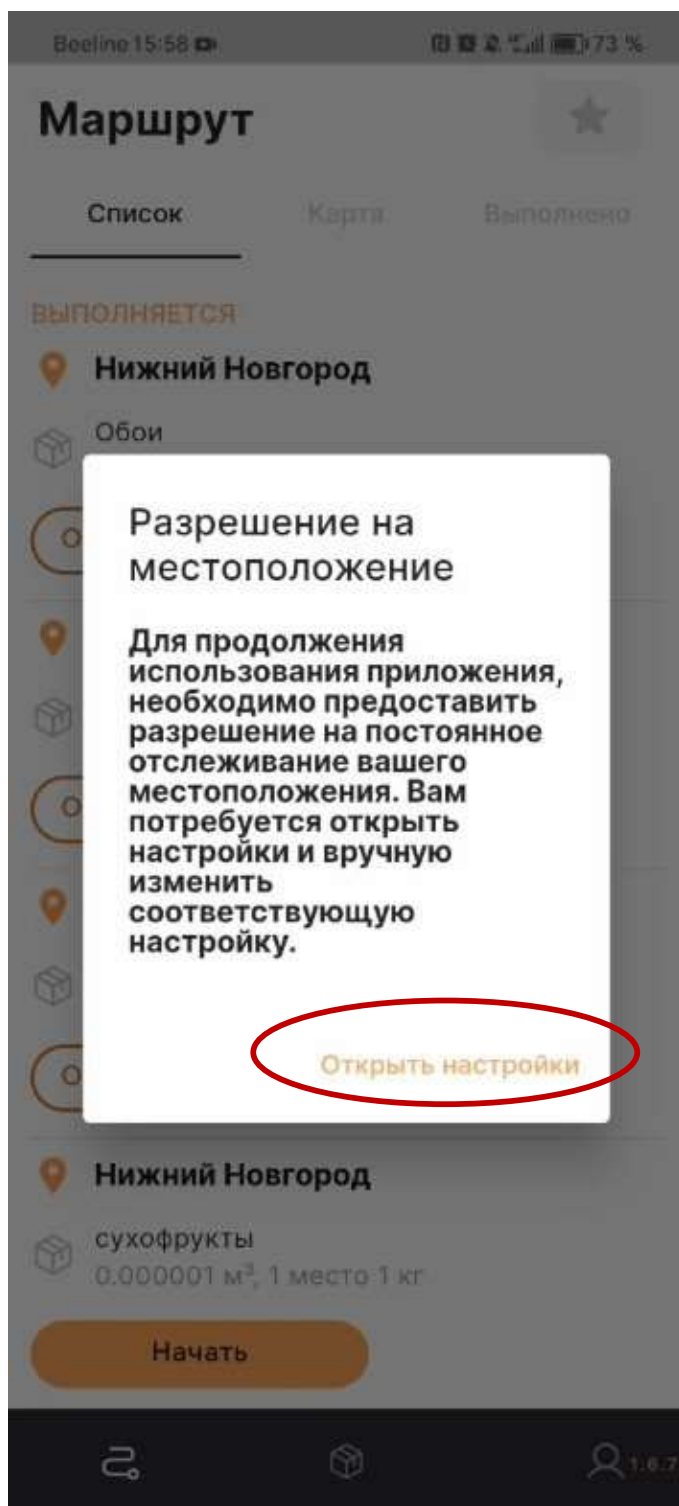 Beeline 15:58 73 %
Маршрут
Список Карта Выполнено
ВЫПОЛНЯЕТСЯ
Нижний Новгород
Обои
Разрешение на
местоположение
Для продолжения
использования приложения,
необходимо предоставить
разрешение на постоянное
отслеживание вашего
местоположения. Вам
потребуется открыть
настройки и вручную
изменить
соответствующую
настройку.
Открыть настройки
О
О
О
Нижний Новгород
сухофрукты
0.000001 м³, 1 место 1 кг
Начать
1.6.7